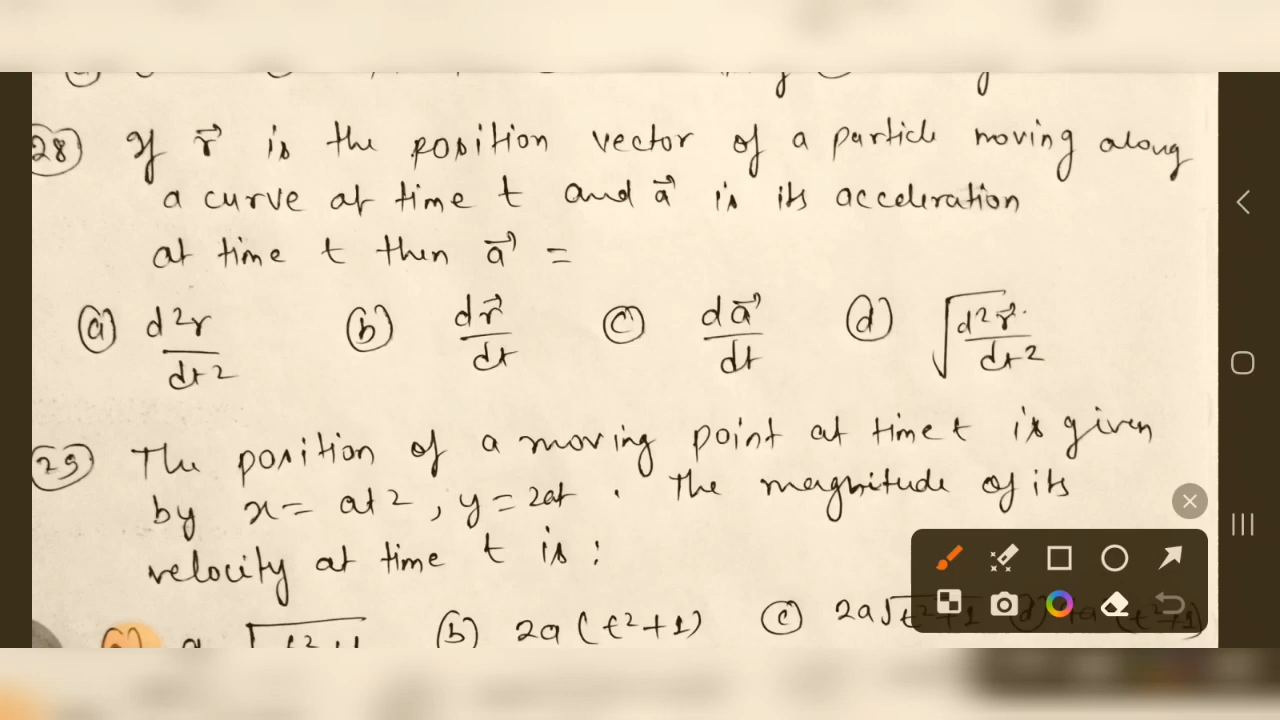 28) If r⃗ is the position vector of a particle moving along
a curve at time t and a⃗ is its acceleration
at time t then a⃗ =
(a) d²r/dt² (b) dr⃗/dt (c) da⃗/dt (d) √(d²r⃗/dt²)
29) The position of a moving point at time t is given
by x = at², y = 2at. The magnitude of its
velocity at time t is :
(b) 2a (t²+1) (c) 2a√t²+1 (d)